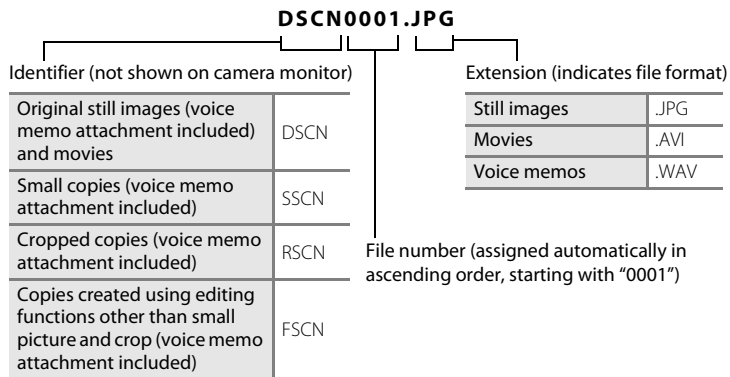 DSCN0001.JPG
Identifier (not shown on camera monitor)
Original still images (voice
memo attachment included)
and movies
DSCN
Small copies (voice memo
attachment included)
SSCN
Cropped copies (voice memo
attachment included)
RSCN
Copies created using editing
functions other than small
picture and crop (voice memo
attachment included)
FSCN
Extension (indicates file format)
Still images .JPG
Movies .AVI
Voice memos .WAV
File number (assigned automatically in
ascending order, starting with “0001”)